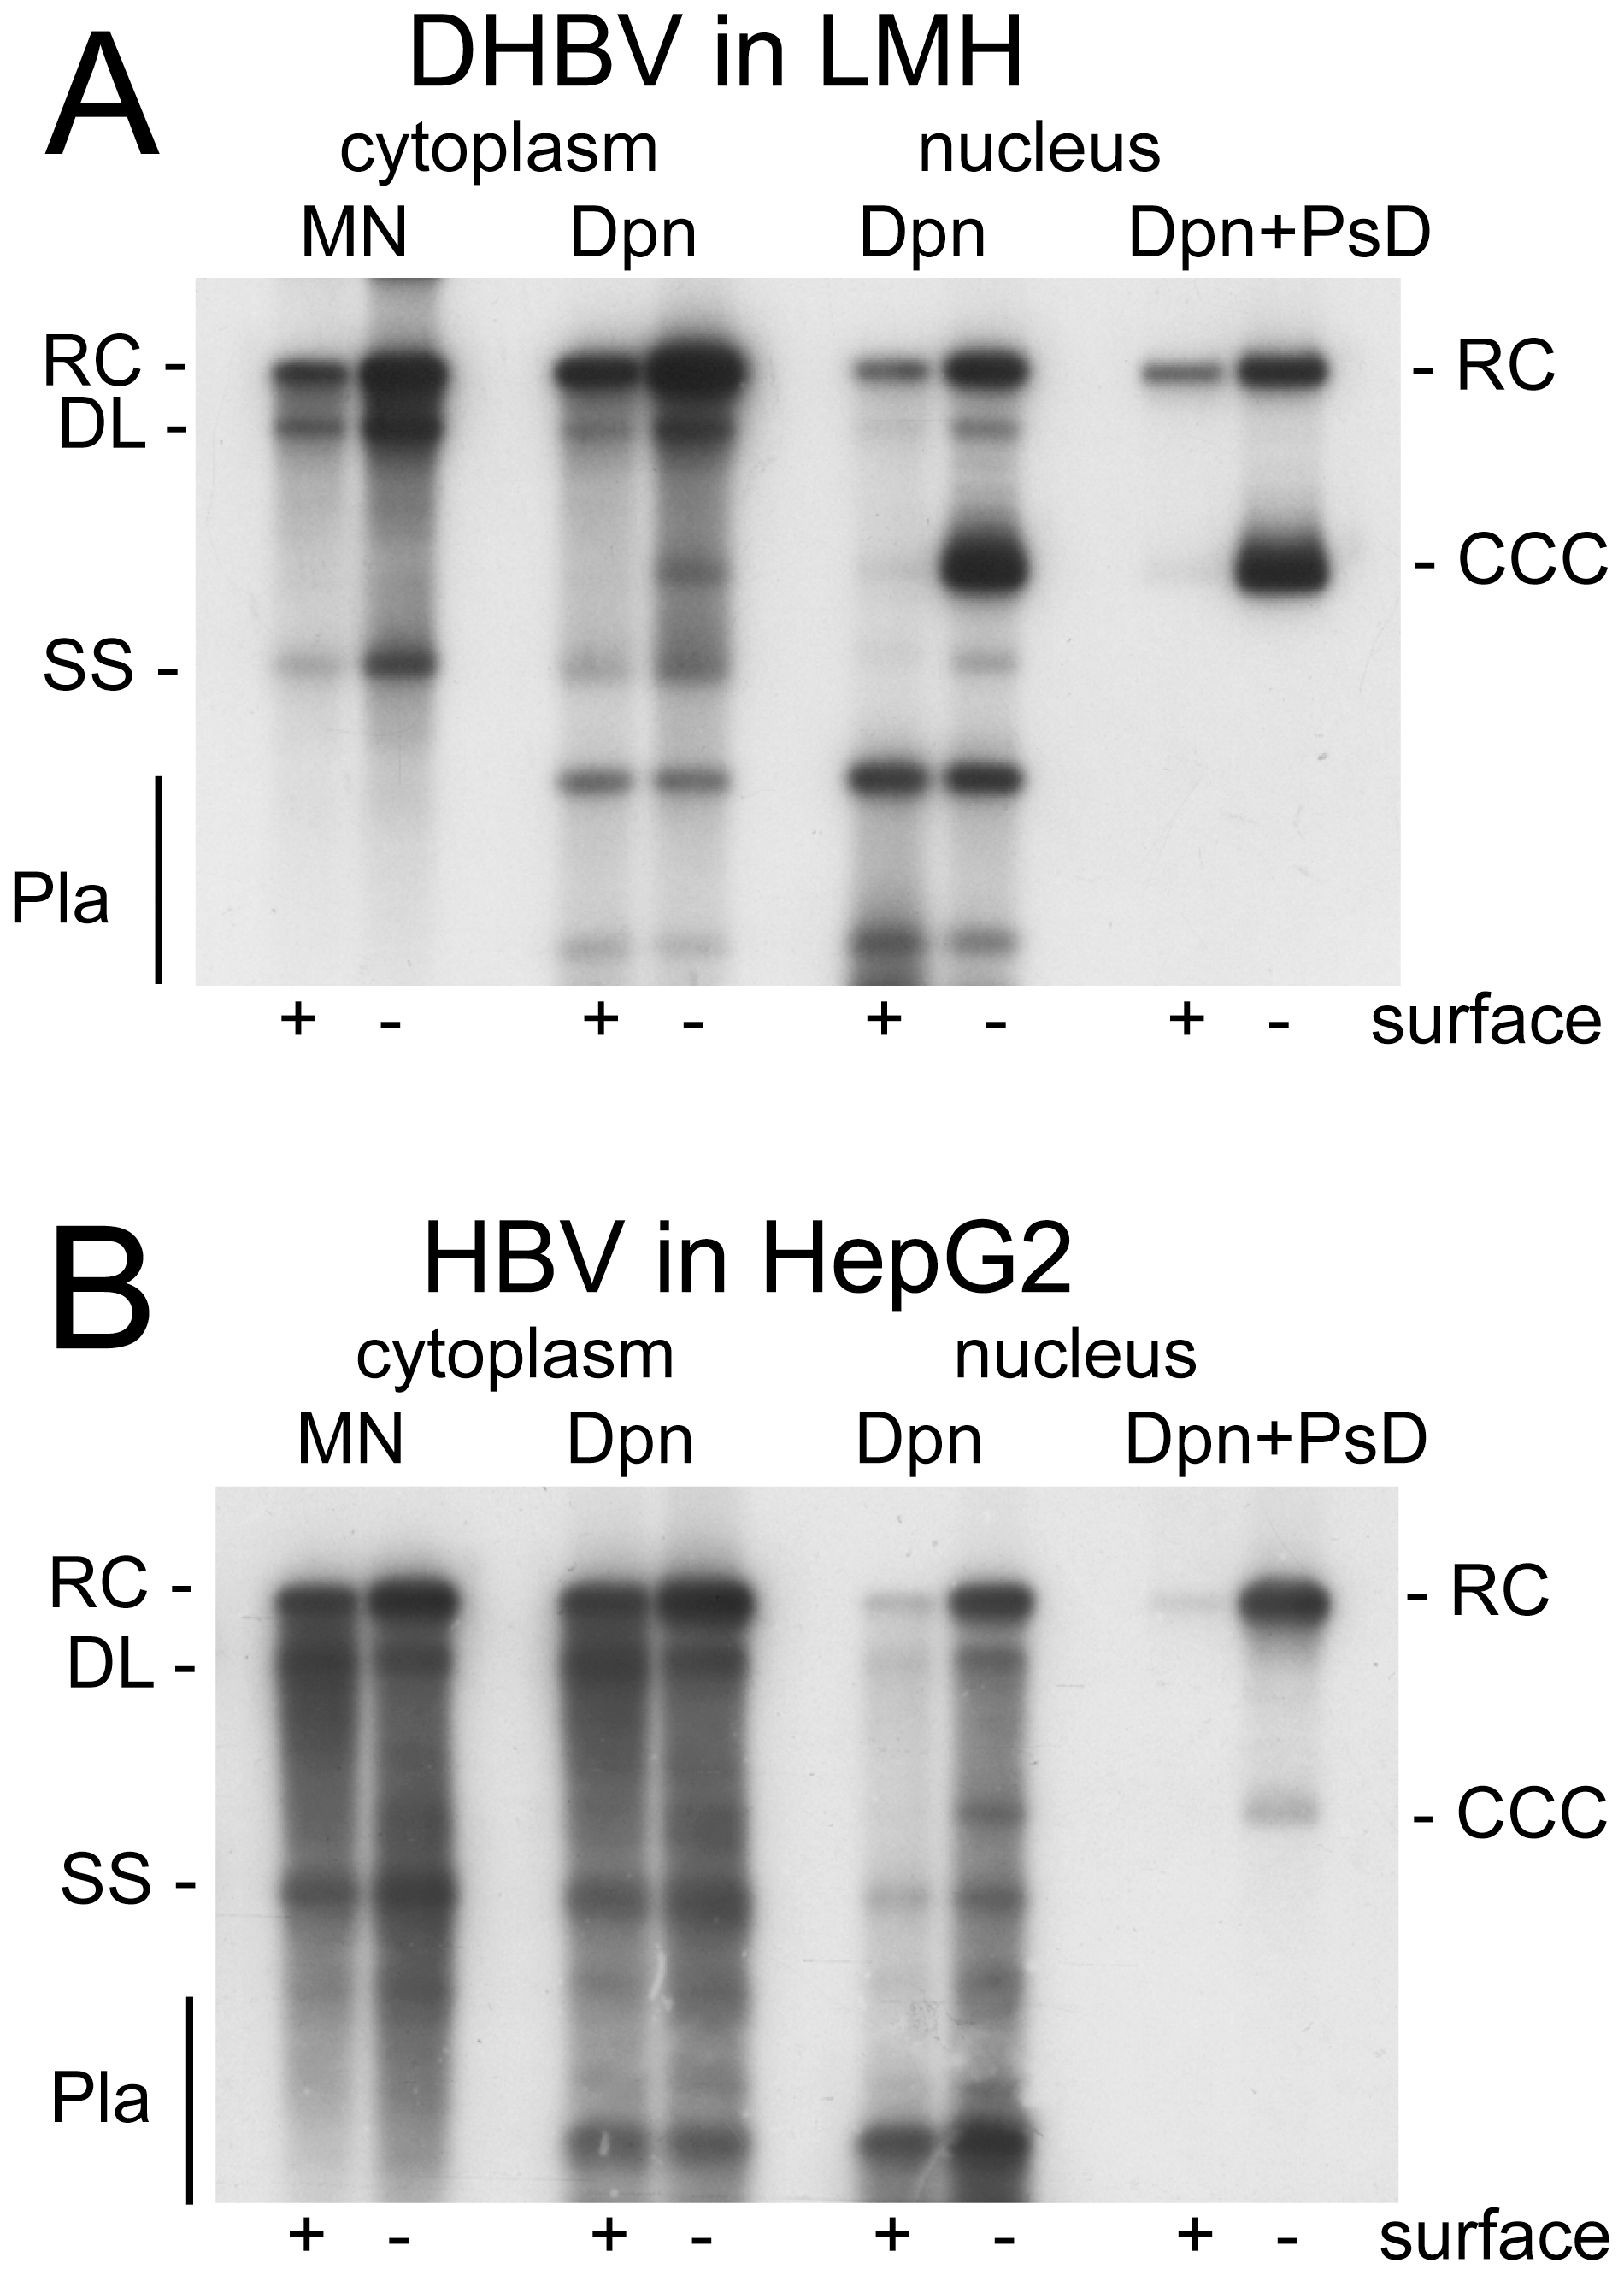 A
DHBV in LMH
cytoplasm nucleus
MN Dpn Dpn Dpn+PsD
RC - - RC
DL -
- CCC
SS -
Pla
+ - + - + - + - surface
B
HBV in HepG2
cytoplasm nucleus
MN Dpn Dpn Dpn+PsD
RC - - RC
DL -
- CCC
SS -
Pla
+ - + - + - + - surface